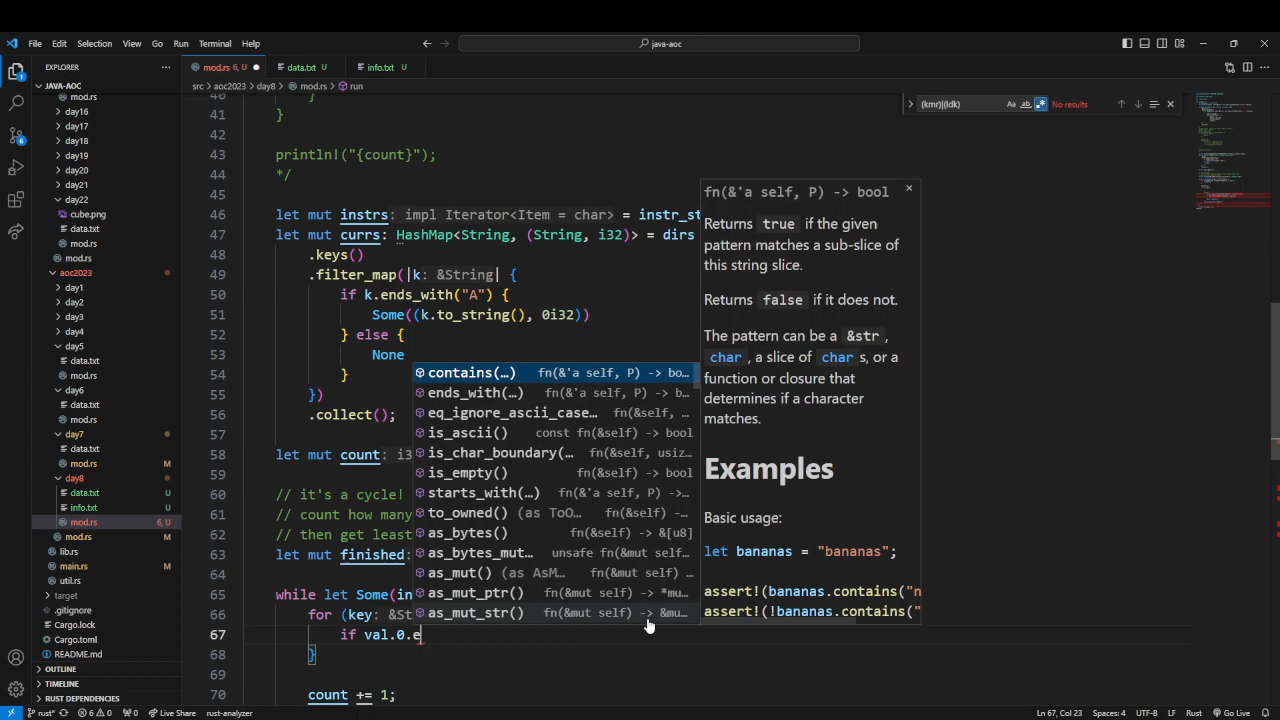 File Edit Selection View Go Run Terminal Help
java-aoc
EXPLORER
mod.rs 6, U
data.txt U
info.txt U
JAVA-AOC
src > aoc2023 > day8 > mod.rs > run
mod.rs
day16
day17
day18
day19
day20
day21
day22
cube.png
data.txt
mod.rs
mod.rs
aoc2023
day1
day2
day3
day4
day5
data.txt
mod.rs
day6
data.txt
mod.rs
day7
data.txt
mod.rs M
day8
data.txt U
info.txt U
mod.rs 6, U
mod.rs M
lib.rs
main.rs M
util.rs
target
.gitignore
Cargo.lock
Cargo.toml
README.md
OUTLINE
TIMELINE
RUST DEPENDENCIES
(kmr)|(ldk)
Aa ab .* No results
40 }
41 }
42
43 println!("{count}");
44 */
45
46 let mut instrs: impl Iterator<Item = char> = instr_st
47 let mut currs: HashMap<String, (String, i32)> = dirs
48 .keys()
49 .filter_map(|k: &String| {
50 if k.ends_with("A") {
51 Some((k.to_string(), 0i32))
52 } else {
53 None
54 }
55 })
56 .collect();
57
58 let mut count: i3
59
60 // it's a cycle!
61 // count how many
62 // then get least
63 let mut finished:
64
65 while let Some(in
66 for (key: &St
67 if val.0.e
68 }
69
70 count += 1;
contains(…) fn(&'a self, P) -> bo…
ends_with(…) fn(&'a self, P) -> b…
eq_ignore_ascii_case… fn(&self, …
is_ascii() const fn(&self) -> bool
is_char_boundary(… fn(&self, usiz…
is_empty() fn(&self) -> bool
starts_with(…) fn(&'a self, P) ->…
to_owned() (as ToO… fn(&self) -…
as_bytes() fn(&self) -> &[u8]
as_bytes_mut… unsafe fn(&mut self…
as_mut() (as AsM… fn(&mut self) …
as_mut_ptr() fn(&mut self) -> *mu…
as_mut_str() fn(&mut self) -> &mu…
fn(&'a self, P) -> bool
Returns true if the given
pattern matches a sub-slice of
this string slice.
Returns false if it does not.
The pattern can be a &str,
char, a slice of char s, or a
function or closure that
determines if a character
matches.
Examples
Basic usage:
let bananas = "bananas";
assert!(bananas.contains("n
assert!(!bananas.contains("
rust* 6 0 0 Live Share rust-analyzer
Ln 67, Col 23 Spaces: 4 UTF-8 LF Rust Go Live